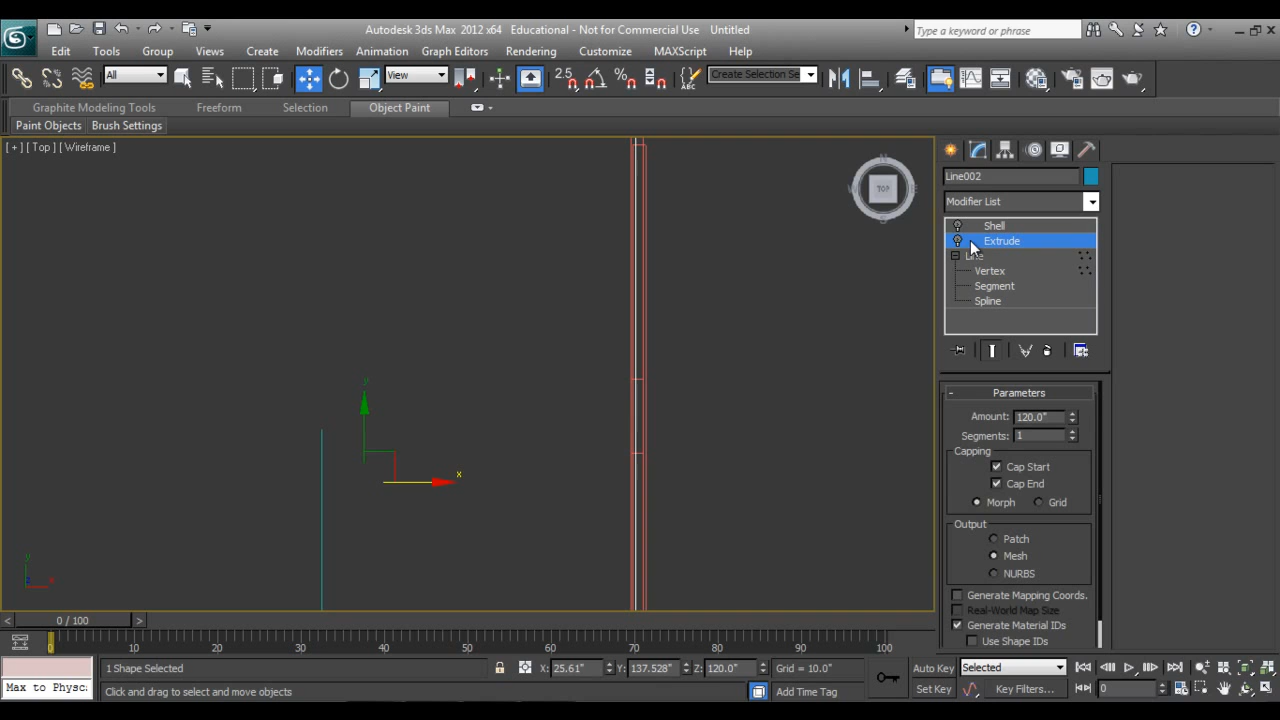 Autodesk 3ds Max 2012 x64    Educational - Not for Commercial Use    Untitled
Type a keyword or phrase
Edit Tools Group Views Create Modifiers Animation Graph Editors Rendering Customize MAXScript Help
All View 2.5 Create Selection Se
Graphite Modeling Tools Freeform Selection Object Paint
Paint Objects Brush Settings
[ + ] [ Top ] [ Wireframe ]
TOP
y
x
Line002
Modifier List
Shell
Extrude
Vertex
Segment
Spline
- Parameters
Amount: 120.0"
Segments: 1
Capping
Cap Start
Cap End
Morph Grid
Output
Patch
Mesh
NURBS
Generate Mapping Coords.
Real-World Map Size
Generate Material IDs
Use Shape IDs
< 0 / 100 >
0 10 20 30 40 50 60 70 80 90 100
1 Shape Selected X: 25.61" Y: 137.528" Z: 120.0" Grid = 10.0" Auto Key Selected
Max to Physc Click and drag to select and move objects Add Time Tag Set Key Key Filters... 0